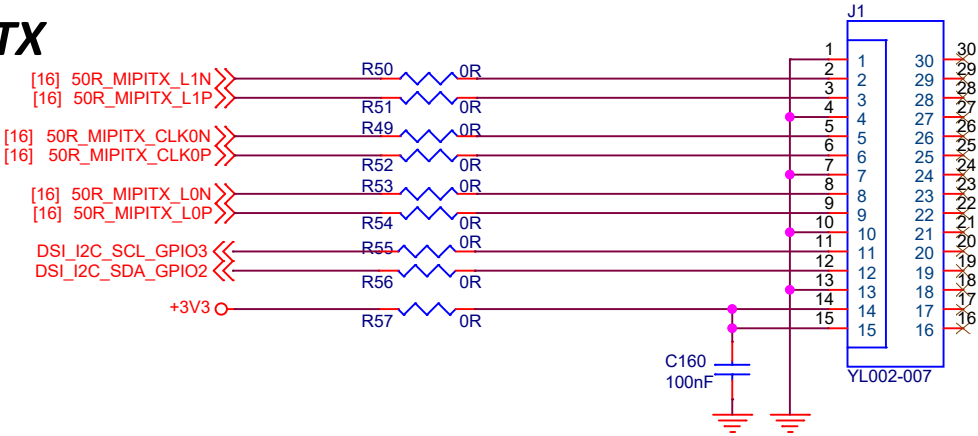 TX
J1
[16] 50R_MIPITX_L1N R50 0R 1 1 30 30
[16] 50R_MIPITX_L1P R51 0R 2 2 29 29
3 3 28 28
4 4 27 27
[16] 50R_MIPITX_CLK0N R49 0R 5 5 26 26
[16] 50R_MIPITX_CLK0P R52 0R 6 6 25 25
7 7 24 24
[16] 50R_MIPITX_L0N R53 0R 8 8 23 23
[16] 50R_MIPITX_L0P R54 0R 9 9 22 22
10 10 21 21
DSI_I2C_SCL_GPIO3 R55 0R 11 11 20 20
DSI_I2C_SDA_GPIO2 R56 0R 12 12 19 19
13 13 18 18
+3V3 R57 0R 14 14 17 17
15 15 16 16
C160
100nF
YL002-007